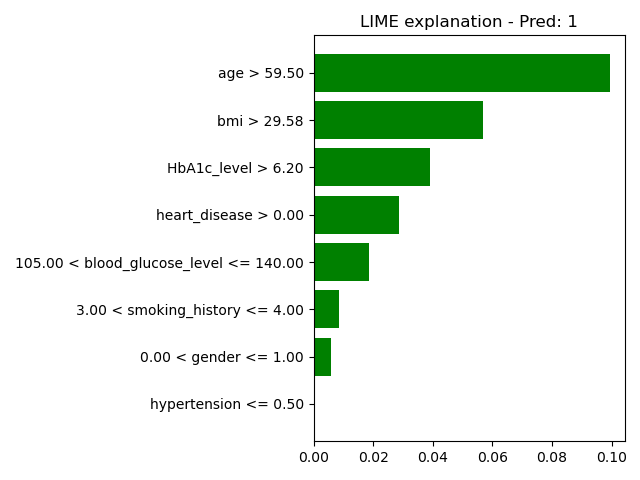 LIME explanation - Pred: 1
age > 59.50
bmi > 29.58
HbA1c_level > 6.20
heart_disease > 0.00
105.00 < blood_glucose_level <= 140.00
3.00 < smoking_history <= 4.00
0.00 < gender <= 1.00
hypertension <= 0.50
0.00 0.02 0.04 0.06 0.08 0.10